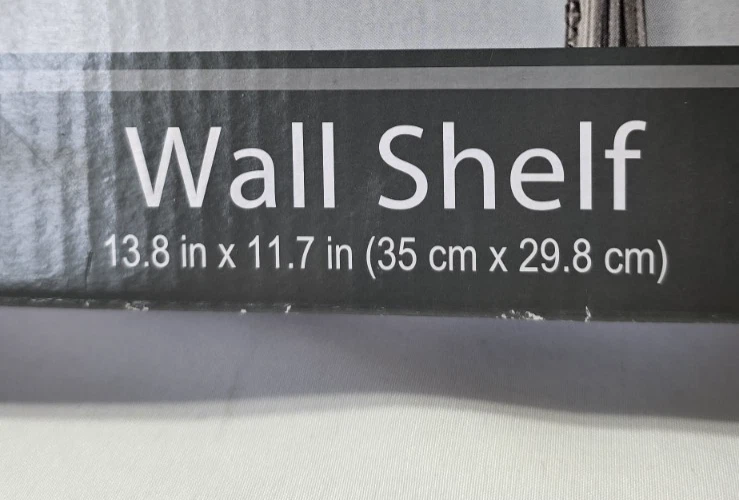 Wall Shelf
13.8 in x 11.7 in (35 cm x 29.8 cm)